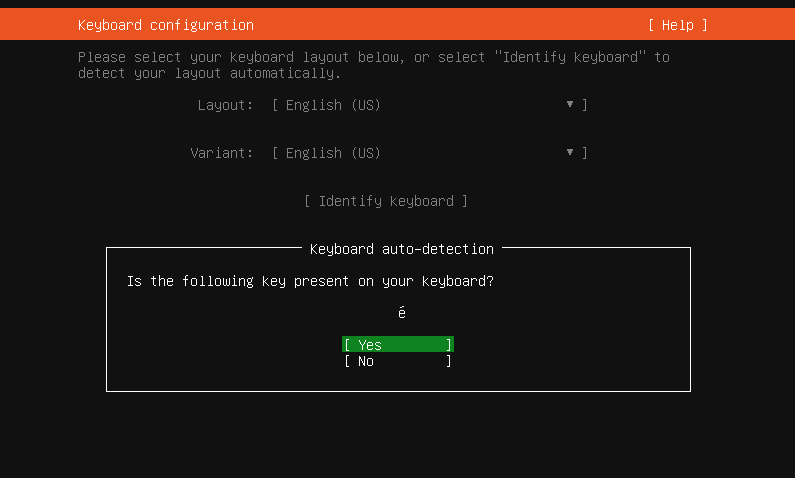 Keyboard configuration [ Help ]
Please select your keyboard layout below, or select "Identify keyboard" to
detect your layout automatically.
Layout: [ English (US) ▼ ]
Variant: [ English (US) ▼ ]
[ Identify keyboard ]
Keyboard auto-detection
Is the following key present on your keyboard?
é
[ Yes ]
[ No ]